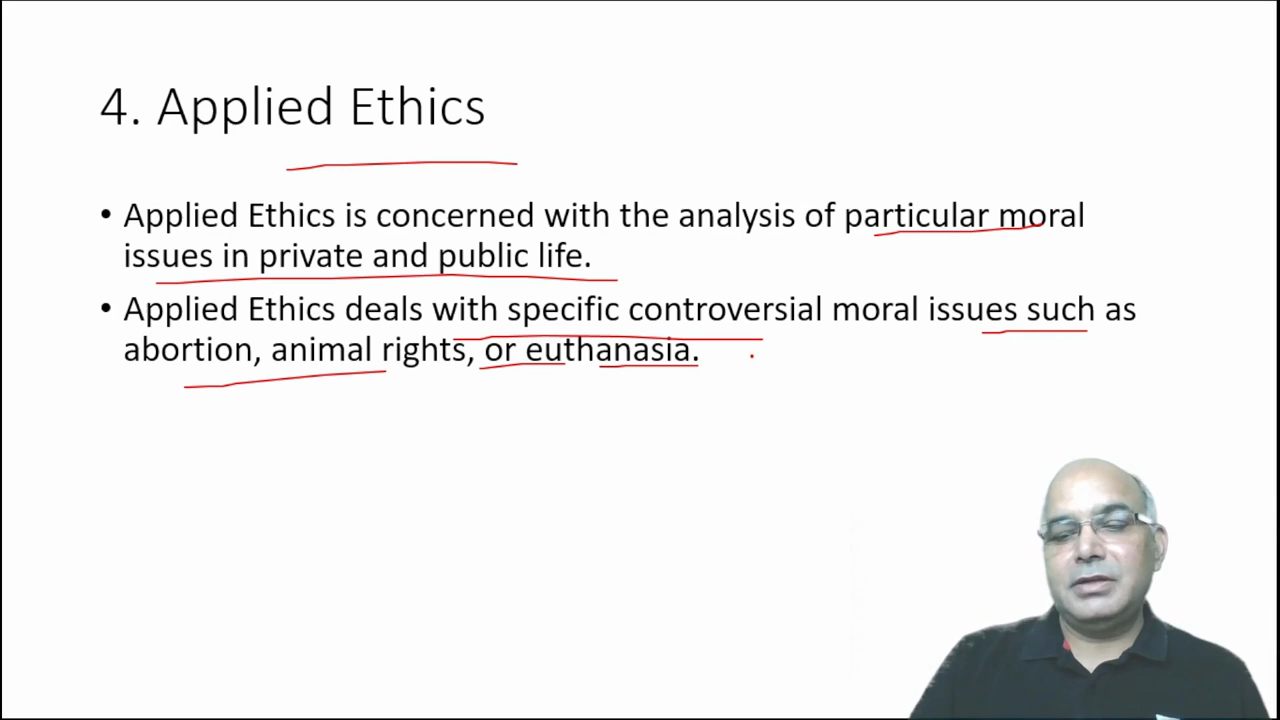 4. Applied Ethics
• Applied Ethics is concerned with the analysis of particular moral
issues in private and public life.
• Applied Ethics deals with specific controversial moral issues such as
abortion, animal rights, or euthanasia.